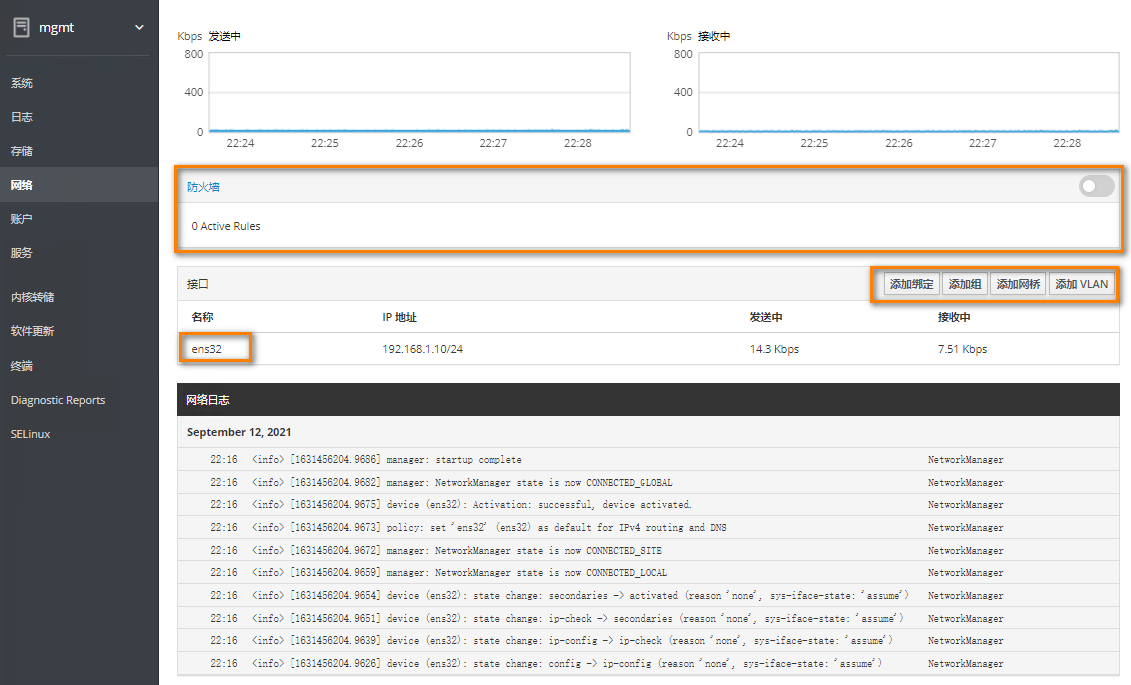 mgmt
系统
日志
存储
网络
账户
服务
内核转储
软件更新
终端
Diagnostic Reports
SELinux
Kbps 发送中
800
400
0
22:24 22:25 22:26 22:27 22:28
Kbps 接收中
800
400
0
22:24 22:25 22:26 22:27 22:28
防火墙
0 Active Rules
接口 添加绑定 添加组 添加网桥 添加 VLAN
名称 IP 地址 发送中 接收中
ens32 192.168.1.10/24 14.3 Kbps 7.51 Kbps
网络日志
September 12, 2021
22:16 <info> [1631456204.9686] manager: startup complete NetworkManager
22:16 <info> [1631456204.9682] manager: NetworkManager state is now CONNECTED_GLOBAL NetworkManager
22:16 <info> [1631456204.9675] device (ens32): Activation: successful, device activated. NetworkManager
22:16 <info> [1631456204.9673] policy: set 'ens32' (ens32) as default for IPv4 routing and DNS NetworkManager
22:16 <info> [1631456204.9672] manager: NetworkManager state is now CONNECTED_SITE NetworkManager
22:16 <info> [1631456204.9659] manager: NetworkManager state is now CONNECTED_LOCAL NetworkManager
22:16 <info> [1631456204.9654] device (ens32): state change: secondaries -> activated (reason 'none', sys-iface-state: 'assume') NetworkManager
22:16 <info> [1631456204.9651] device (ens32): state change: ip-check -> secondaries (reason 'none', sys-iface-state: 'assume') NetworkManager
22:16 <info> [1631456204.9639] device (ens32): state change: ip-config -> ip-check (reason 'none', sys-iface-state: 'assume') NetworkManager
22:16 <info> [1631456204.9626] device (ens32): state change: config -> ip-config (reason 'none', sys-iface-state: 'assume') NetworkManager